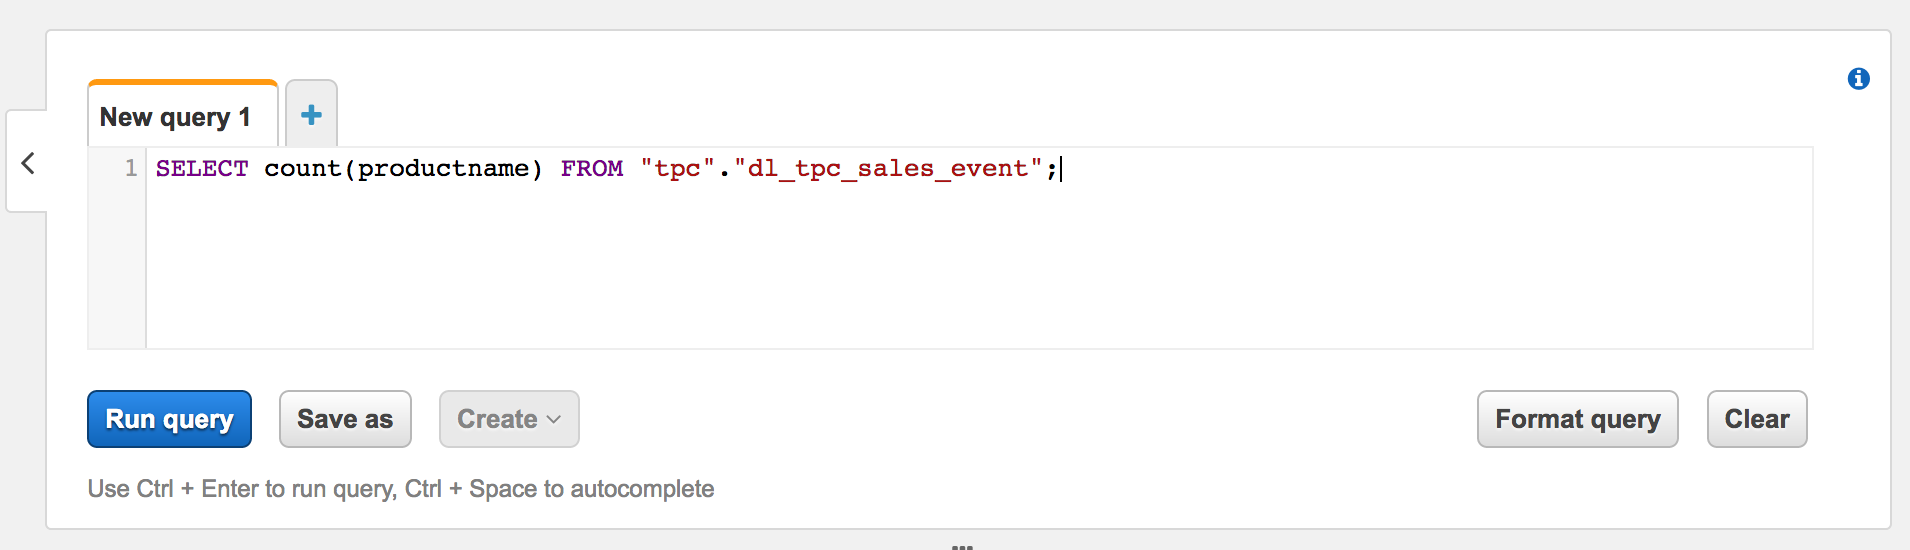 New query 1
1 SELECT count(productname) FROM "tpc"."dl_tpc_sales_event";
Run query Save as Create Format query Clear
Use Ctrl + Enter to run query, Ctrl + Space to autocomplete